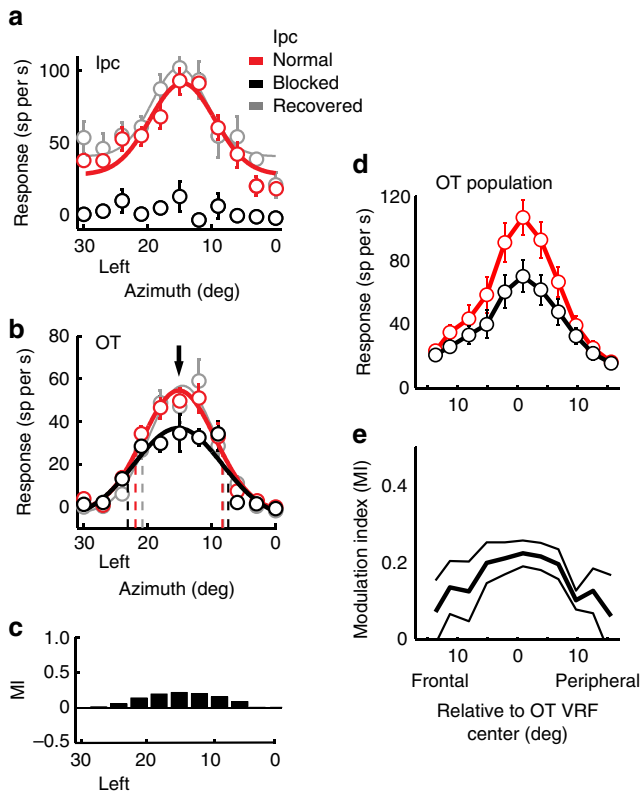 a
Ipc
Ipc
Normal
Blocked
Recovered
Response (sp per s)
100
50
0
30 20 10 0
Left
Azimuth (deg)
b
OT
Response (sp per s)
80
60
40
20
0
30 20 10 0
Left
Azimuth (deg)
c
MI
1.0
0.5
0
−0.5
30 20 10 0
Left
d
OT population
Response (sp per s)
120
80
40
0
10 0 10
e
Modulation index (MI)
0.4
0.2
0
10 0 10
Frontal Peripheral
Relative to OT VRF
center (deg)